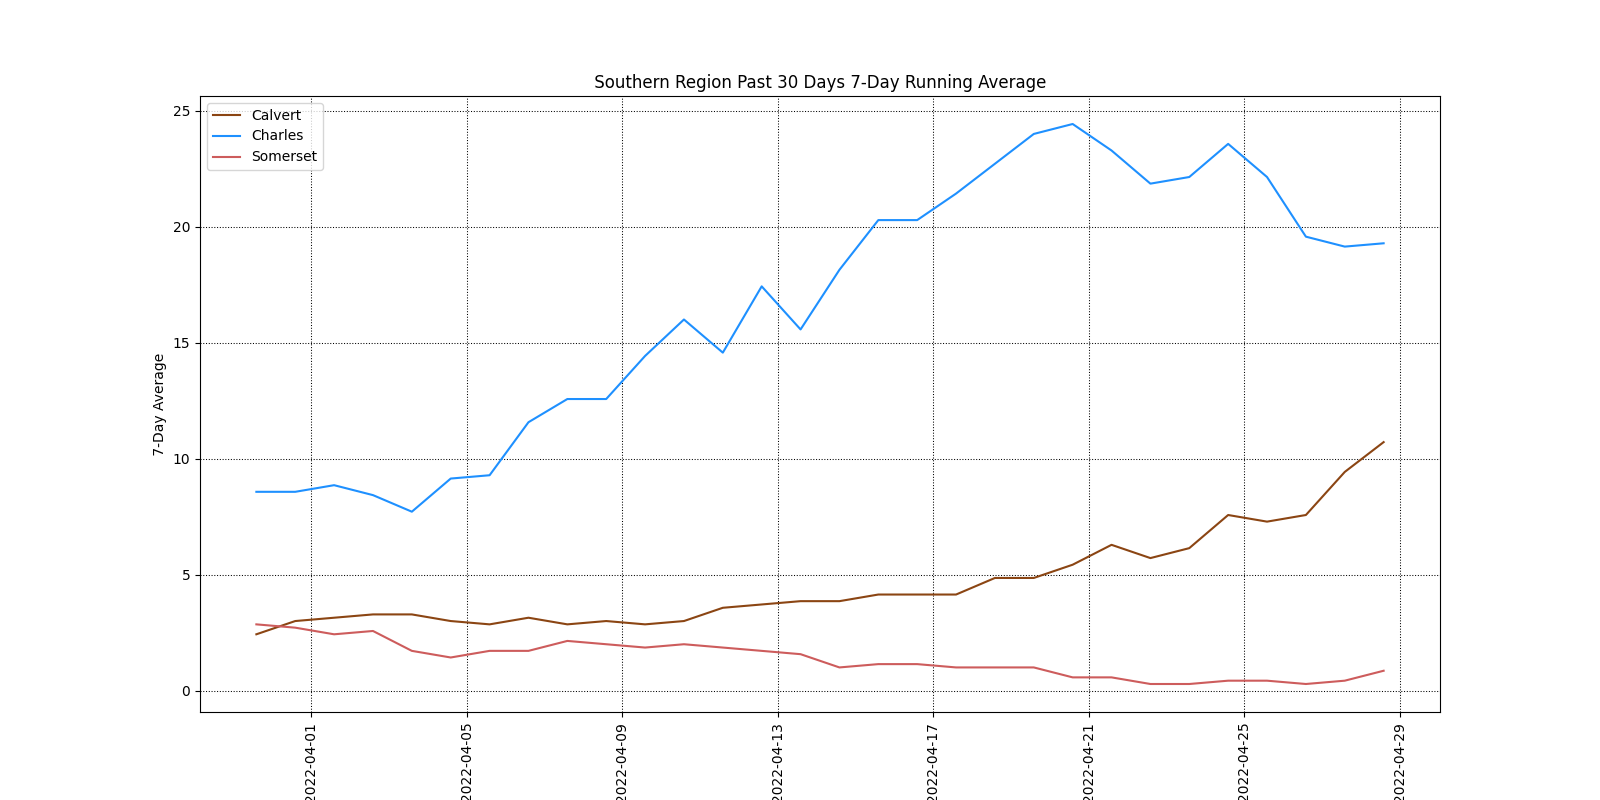 Southern Region Past 30 Days 7-Day Running Average
Calvert
Charles
Somerset
7-Day Average
25
20
15
10
5
0
2022-04-01
2022-04-05
2022-04-09
2022-04-13
2022-04-17
2022-04-21
2022-04-25
2022-04-29